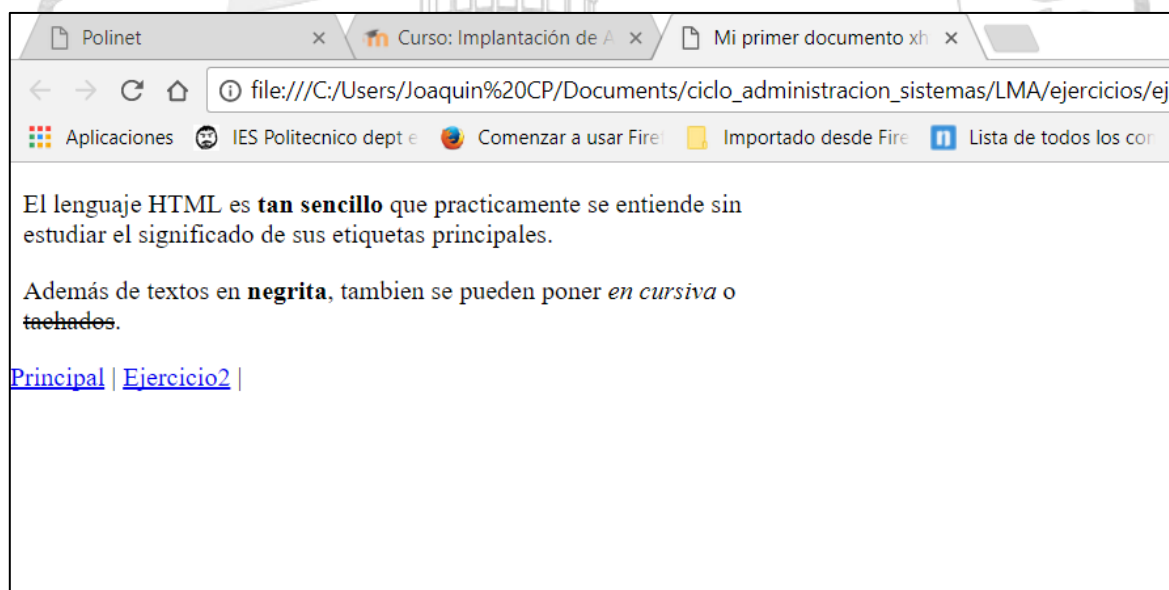 Polinet
Curso: Implantación de A
Mi primer documento xh
file:///C:/Users/Joaquin%20CP/Documents/ciclo_administracion_sistemas/LMA/ejercicios/ej
Aplicaciones IES Politecnico dept e Comenzar a usar Firef Importado desde Fire Lista de todos los con
El lenguaje HTML es tan sencillo que practicamente se entiende sin
estudiar el significado de sus etiquetas principales.
Además de textos en negrita, tambien se pueden poner en cursiva o
tachados.
Principal | Ejercicio2 |